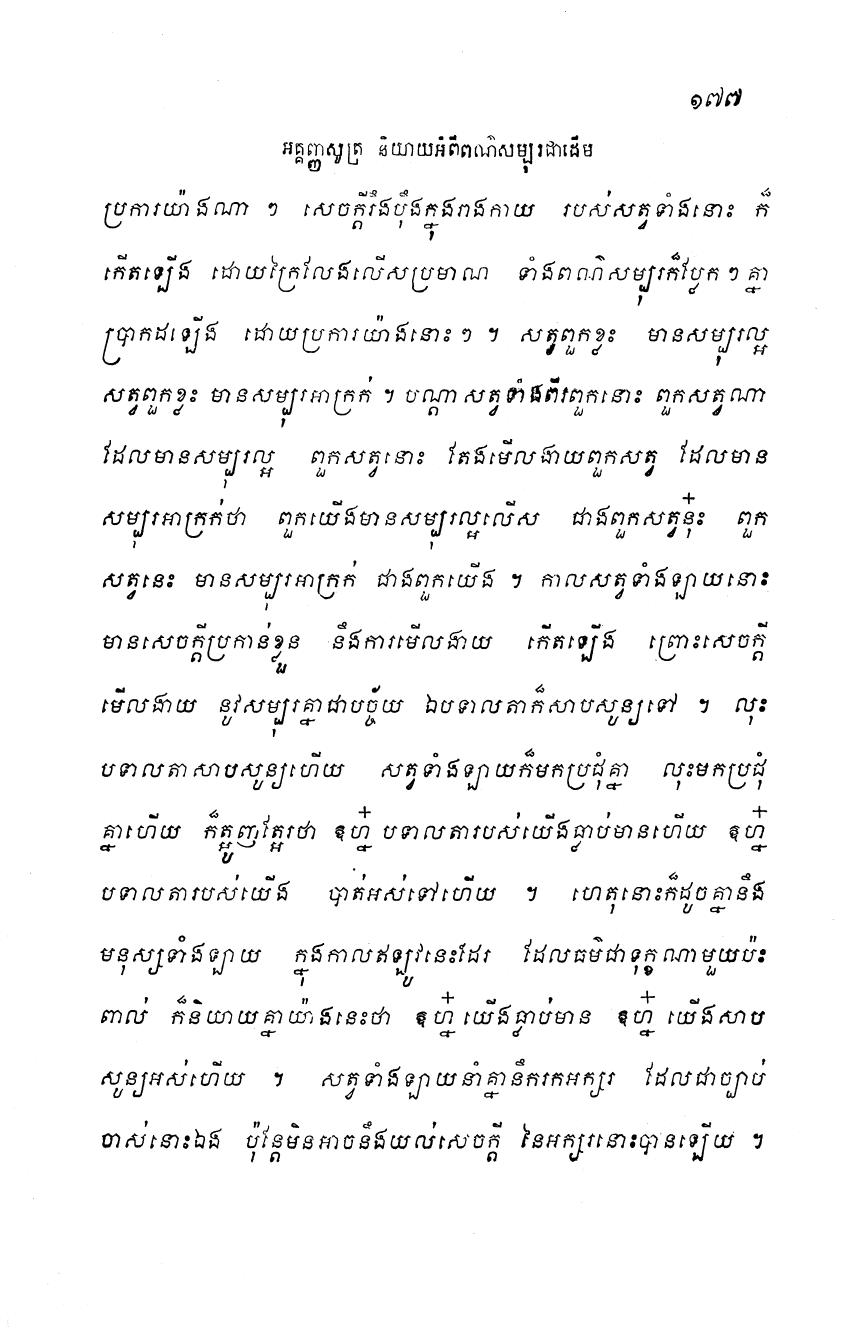 ១៧៧
អគ្គញ្ញសូត្រ និយាយអំពីពណ៌សម្បុរជាដើម
ប្រការយ៉ាងណា ៗ សេចក្តីរឹងប៉ឹងក្នុងរាងកាយ របស់សត្វទាំងនោះ ក៏
កើតឡើង ដោយក្រៃលែងលើសប្រមាណ ទាំងពណ៌សម្បុរក៏ប្លែក ៗ គ្នា
ប្រាកដឡើង ដោយប្រការយ៉ាងនោះ ៗ ។ សត្វពួកខ្លះ មានសម្បុរល្អ
សត្វពួកខ្លះ មានសម្បុរអាក្រក់ ។ បណ្តាសត្វទាំងពីរពួកនោះ ពួកសត្វណា
ដែលមានសម្បុរល្អ ពួកសត្វនោះ តែងមើលងាយពួកសត្វ ដែលមាន
សម្បុរអាក្រក់ថា ពួកយើងមានសម្បុរល្អលើស ជាងពួកសត្វនុ៎ះ ពួក
សត្វនេះ មានសម្បុរអាក្រក់ ជាងពួកយើង ។ កាលសត្វទាំងឡាយនោះ
មានសេចក្តីប្រកាន់ខ្លួន នឹងការមើលងាយ កើតឡើង ព្រោះសេចក្តី
មើលងាយ នូវសម្បុរគ្នាជាបច្ច័យ ឯបទាលតាក៏សាបសូន្យទៅ ។ លុះ
បទាលតាសាបសូន្យហើយ សត្វទាំងឡាយក៏មកប្រជុំគ្នា លុះមកប្រជុំ
គ្នាហើយ ក៏ត្អូញត្អែរថា ឱហ្ន៎ បទាលតារបស់យើងធ្លាប់មានហើយ ឱហ្ន៎
បទាលតារបស់យើង បាត់អស់ទៅហើយ ។ ហេតុនោះក៏ដូចគ្នានឹង
មនុស្សទាំងឡាយ ក្នុងកាលឥឡូវនេះដែរ ដែលធម៌ជាទុក្ខណាមួយប៉ះ
ពាល់ ក៏និយាយគ្នាយ៉ាងនេះថា ឱហ្ន៎ យើងធ្លាប់មាន ឱហ្ន៎ យើងសាប
សូន្យអស់ហើយ ។ សត្វទាំងឡាយនាំគ្នានឹករកអក្សរ ដែលជាច្បាប់
ចាស់នោះឯង ប៉ុន្តែមិនអាចនឹងយល់សេចក្តី នៃអក្សរនោះបានឡើយ ។